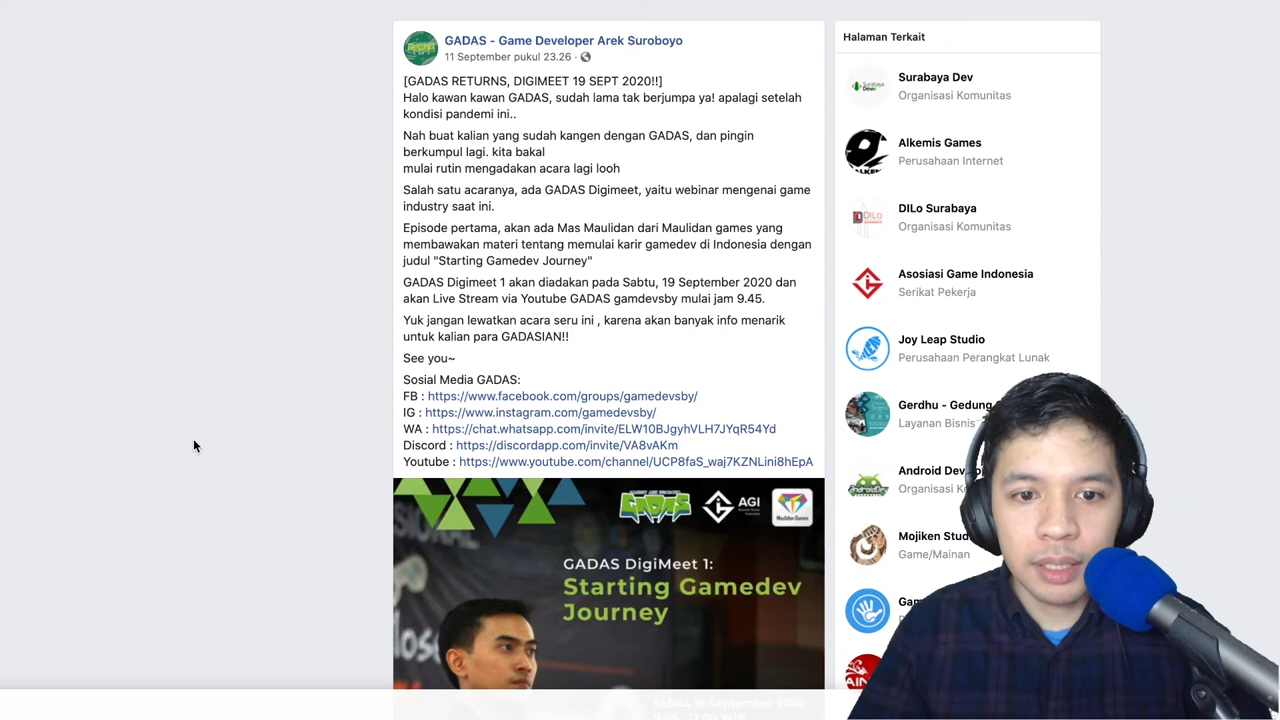 GADAS - Game Developer Arek Suroboyo
11 September pukul 23.26 ·
[GADAS RETURNS, DIGIMEET 19 SEPT 2020!!]
Halo kawan kawan GADAS, sudah lama tak berjumpa ya! apalagi setelah
kondisi pandemi ini..
Nah buat kalian yang sudah kangen dengan GADAS, dan pingin
berkumpul lagi. kita bakal
mulai rutin mengadakan acara lagi looh
Salah satu acaranya, ada GADAS Digimeet, yaitu webinar mengenai game
industry saat ini.
Episode pertama, akan ada Mas Maulidan dari Maulidan games yang
membawakan materi tentang memulai karir gamedev di Indonesia dengan
judul "Starting Gamedev Journey"
GADAS Digimeet 1 akan diadakan pada Sabtu, 19 September 2020 dan
akan Live Stream via Youtube GADAS gamdevsby mulai jam 9.45.
Yuk jangan lewatkan acara seru ini , karena akan banyak info menarik
untuk kalian para GADASIAN!!
See you~
Sosial Media GADAS:
FB : https://www.facebook.com/groups/gamedevsby/
IG : https://www.instagram.com/gamedevsby/
WA : https://chat.whatsapp.com/invite/ELW10BJgyhVLH7JYqR54Yd
Discord : https://discordapp.com/invite/VA8vAKm
Youtube : https://www.youtube.com/channel/UCP8faS_waj7KZNLini8hEpA
GADAS
AGI
Maulidan Games
GADAS DigiMeet 1:
Starting Gamedev
Journey
Sabtu, 19 September 2020
Halaman Terkait
Surabaya Dev
Organisasi Komunitas
Alkemis Games
Perusahaan Internet
DILo Surabaya
Organisasi Komunitas
Asosiasi Game Indonesia
Serikat Pekerja
Joy Leap Studio
Perusahaan Perangkat Lunak
Gerdhu - Gedung
Layanan Bisnis
Android Dev
Organisasi K
Mojiken Stud
Game/Mainan
Gam